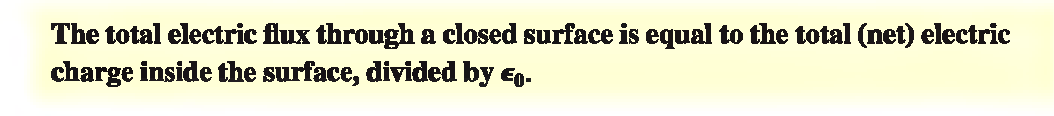 The total electric flux through a closed surface is equal to the total (net) electric
charge inside the surface, divided by ϵ₀.